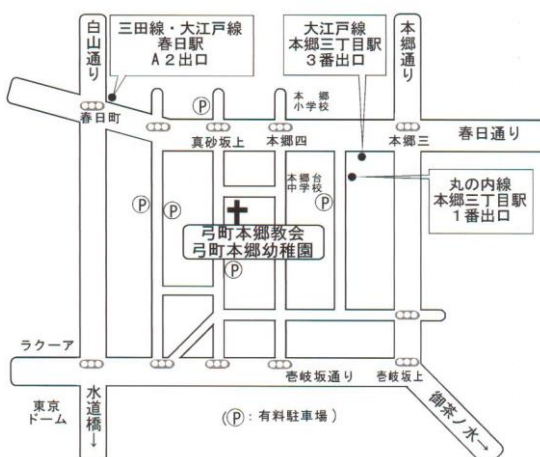 白山通り
三田線・大江戸線
春日駅
A2出口
大江戸線
本郷三丁目駅
3番出口
本郷通り
P
本郷
小学校
春日町
真砂坂上
本郷四
本郷三
春日通り
本郷台
中学校
P
P
P
丸の内線
本郷三丁目駅
1番出口
弓町本郷教会
弓町本郷幼稚園
P
ラクーア
壱岐坂通り
壱岐坂上
東京
ドーム
水道橋→
(P:有料駐車場)
御茶ノ水→